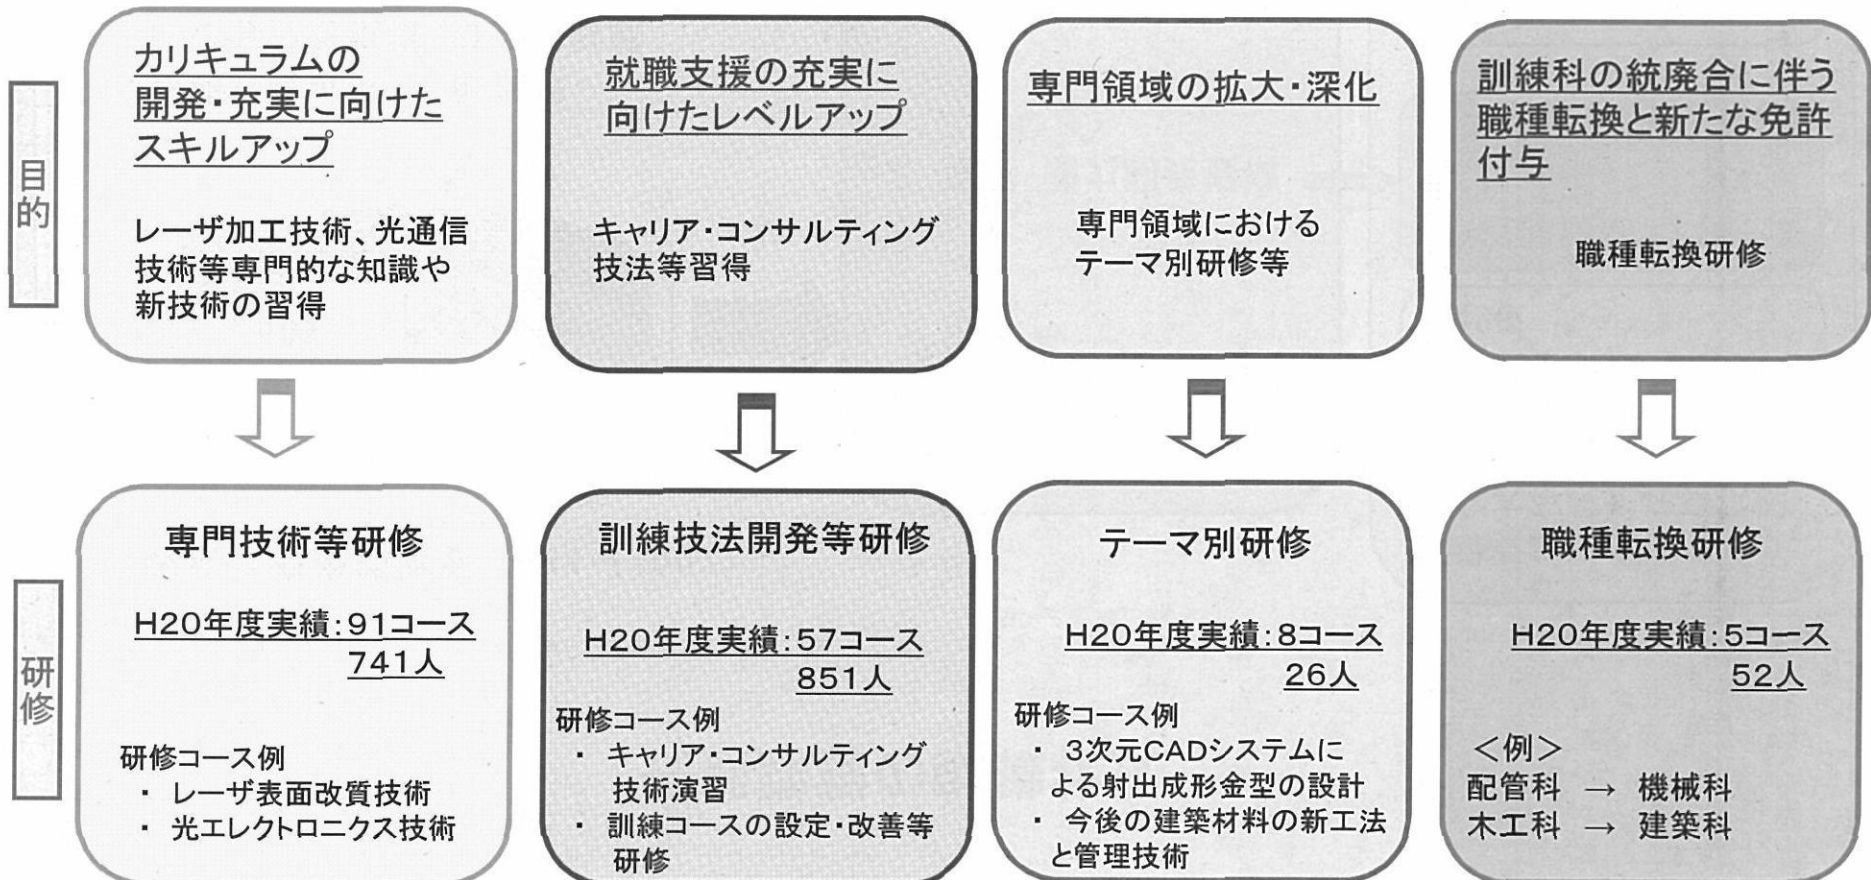 目的
カリキュラムの
開発・充実に向けた
スキルアップ
レーザ加工技術、光通信
技術等専門的な知識や
新技術の習得
就職支援の充実に
向けたレベルアップ
キャリア・コンサルティング
技法等習得
専門領域の拡大・深化
専門領域における
テーマ別研修等
訓練科の統廃合に伴う
職種転換と新たな免許
付与
職種転換研修
研修
専門技術等研修
H20年度実績:91コース
741人
研修コース例
・ レーザ表面改質技術
・ 光エレクトロニクス技術
訓練技法開発等研修
H20年度実績:57コース
851人
研修コース例
・ キャリア・コンサルティング
技術演習
・ 訓練コースの設定・改善等
研修
テーマ別研修
H20年度実績:8コース
26人
研修コース例
・ 3次元CADシステムに
よる射出成形金型の設計
・ 今後の建築材料の新工法
と管理技術
職種転換研修
H20年度実績:5コース
52人
<例>
配管科 → 機械科
木工科 → 建築科